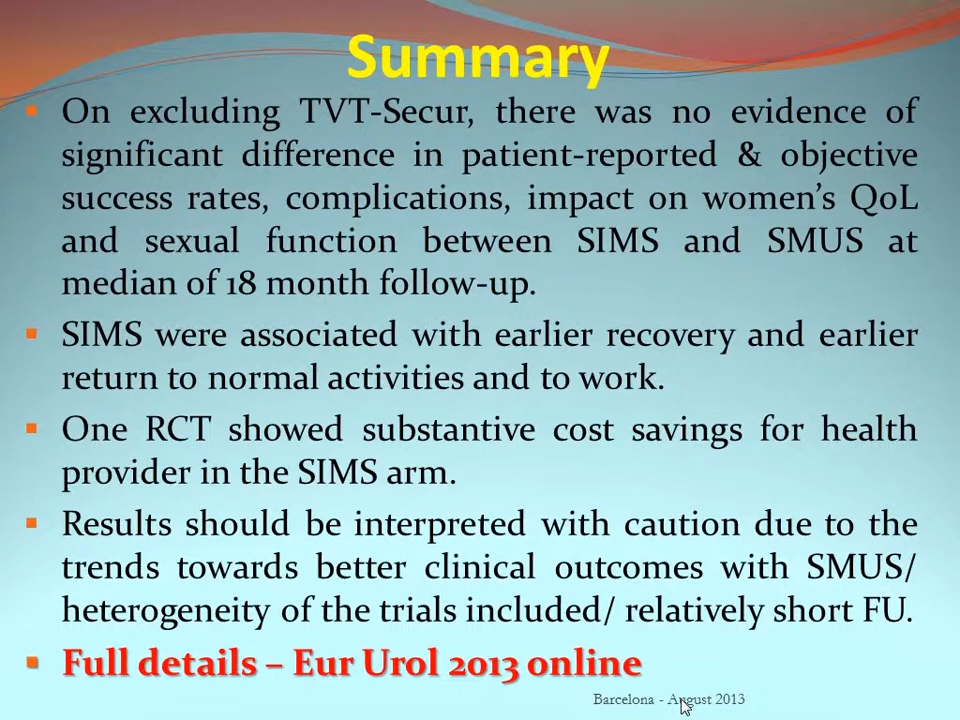 Summary
▪ On excluding TVT-Secur, there was no evidence of
significant difference in patient-reported & objective
success rates, complications, impact on women's QoL
and sexual function between SIMS and SMUS at
median of 18 month follow-up.
▪ SIMS were associated with earlier recovery and earlier
return to normal activities and to work.
▪ One RCT showed substantive cost savings for health
provider in the SIMS arm.
▪ Results should be interpreted with caution due to the
trends towards better clinical outcomes with SMUS/
heterogeneity of the trials included/ relatively short FU.
▪ Full details – Eur Urol 2013 online
Barcelona - August 2013